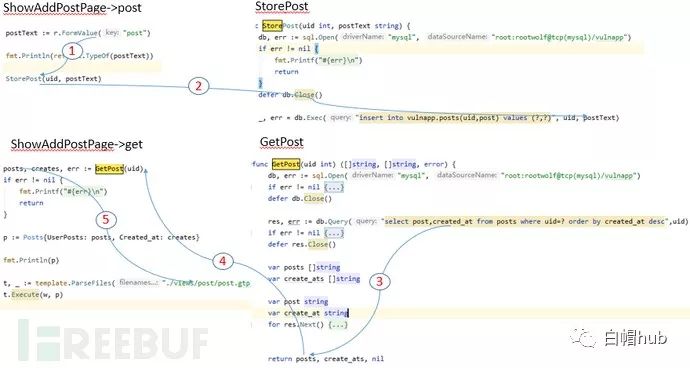 ShowAddPostPage->post
postText := r.FormValue( key: "post")
1
fmt.Println(re TypeOf(postText))
StorePost(uid, postText)
2
StorePost
StorePost(uid int, postText string) {
db, err := sql.Open( driverName: "mysql", dataSourceName: "root:rootwolf@tcp(mysql)/vulnapp")
if err != nil {
fmt.Printf("#{err}\n")
return
}
defer db.Close()
_, err = db.Exec( query: "insert into vulnapp.posts(uid,post) values (?,?)", uid, postText)
ShowAddPostPage->get
posts, creates, err := GetPost(uid)
if err != nil {
fmt.Printf("#{err}\n")
return
}
5
p := Posts{UserPosts: posts, Created_at: creates}
4
fmt.Println(p)
t, _ := template.ParseFiles( filenames...: "./views/post/post.gtp
t.Execute(w, p)
GetPost
func GetPost(uid int) ([]string, []string, error) {
db, err := sql.Open( driverName: "mysql", dataSourceName: "root:rootwolf@tcp(mysql)/vulnapp")
if err != nil {...}
defer db.Close()
res, err := db.Query( query: "select post,created_at from posts where uid=? order by created_at desc",uid)
if err != nil {...}
defer res.Close()
var posts []string
var create_ats []string
3
var post string
var create_at string
for res.Next() {...}
return posts, create_ats, nil
FREEBUF
白帽hub